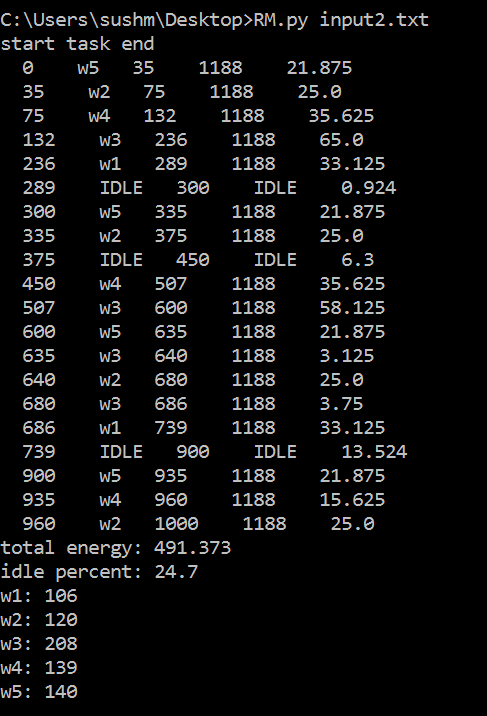 C:\Users\sushm\Desktop>RM.py input2.txt
start task end
0 w5 35 1188 21.875
35 w2 75 1188 25.0
75 w4 132 1188 35.625
132 w3 236 1188 65.0
236 w1 289 1188 33.125
289 IDLE 300 IDLE 0.924
300 w5 335 1188 21.875
335 w2 375 1188 25.0
375 IDLE 450 IDLE 6.3
450 w4 507 1188 35.625
507 w3 600 1188 58.125
600 w5 635 1188 21.875
635 w3 640 1188 3.125
640 w2 680 1188 25.0
680 w3 686 1188 3.75
686 w1 739 1188 33.125
739 IDLE 900 IDLE 13.524
900 w5 935 1188 21.875
935 w4 960 1188 15.625
960 w2 1000 1188 25.0
total energy: 491.373
idle percent: 24.7
w1: 106
w2: 120
w3: 208
w4: 139
w5: 140